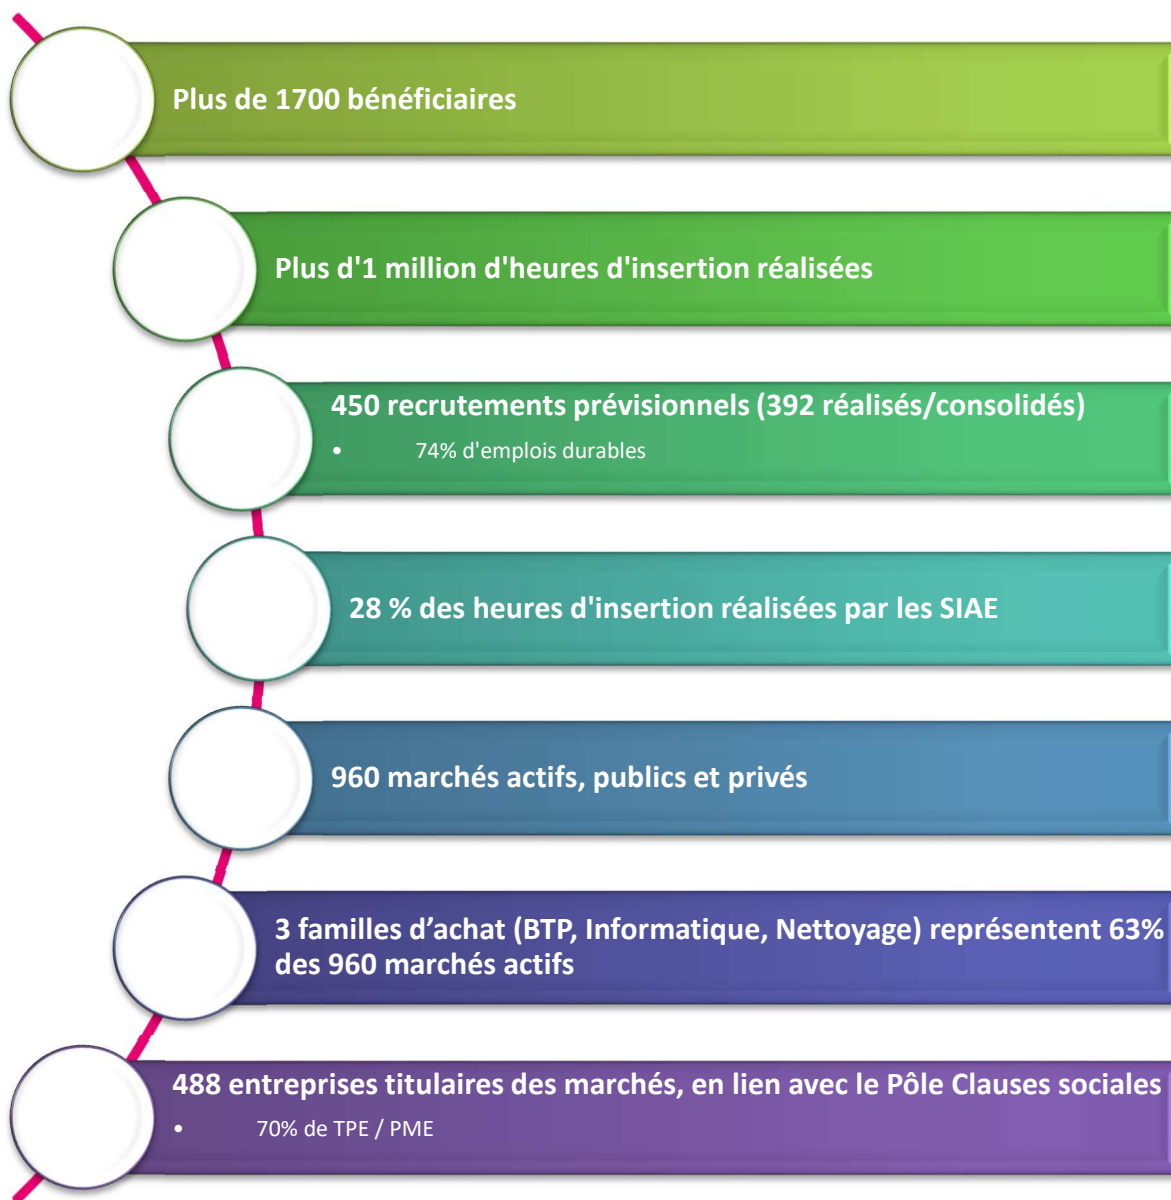 Plus de 1700 bénéficiaires
Plus d'1 million d'heures d'insertion réalisées
450 recrutements prévisionnels (392 réalisés/consolidés)
• 74% d'emplois durables
28 % des heures d'insertion réalisées par les SIAE
960 marchés actifs, publics et privés
3 familles d’achat (BTP, Informatique, Nettoyage) représentent 63%
des 960 marchés actifs
488 entreprises titulaires des marchés, en lien avec le Pôle Clauses sociales
• 70% de TPE / PME